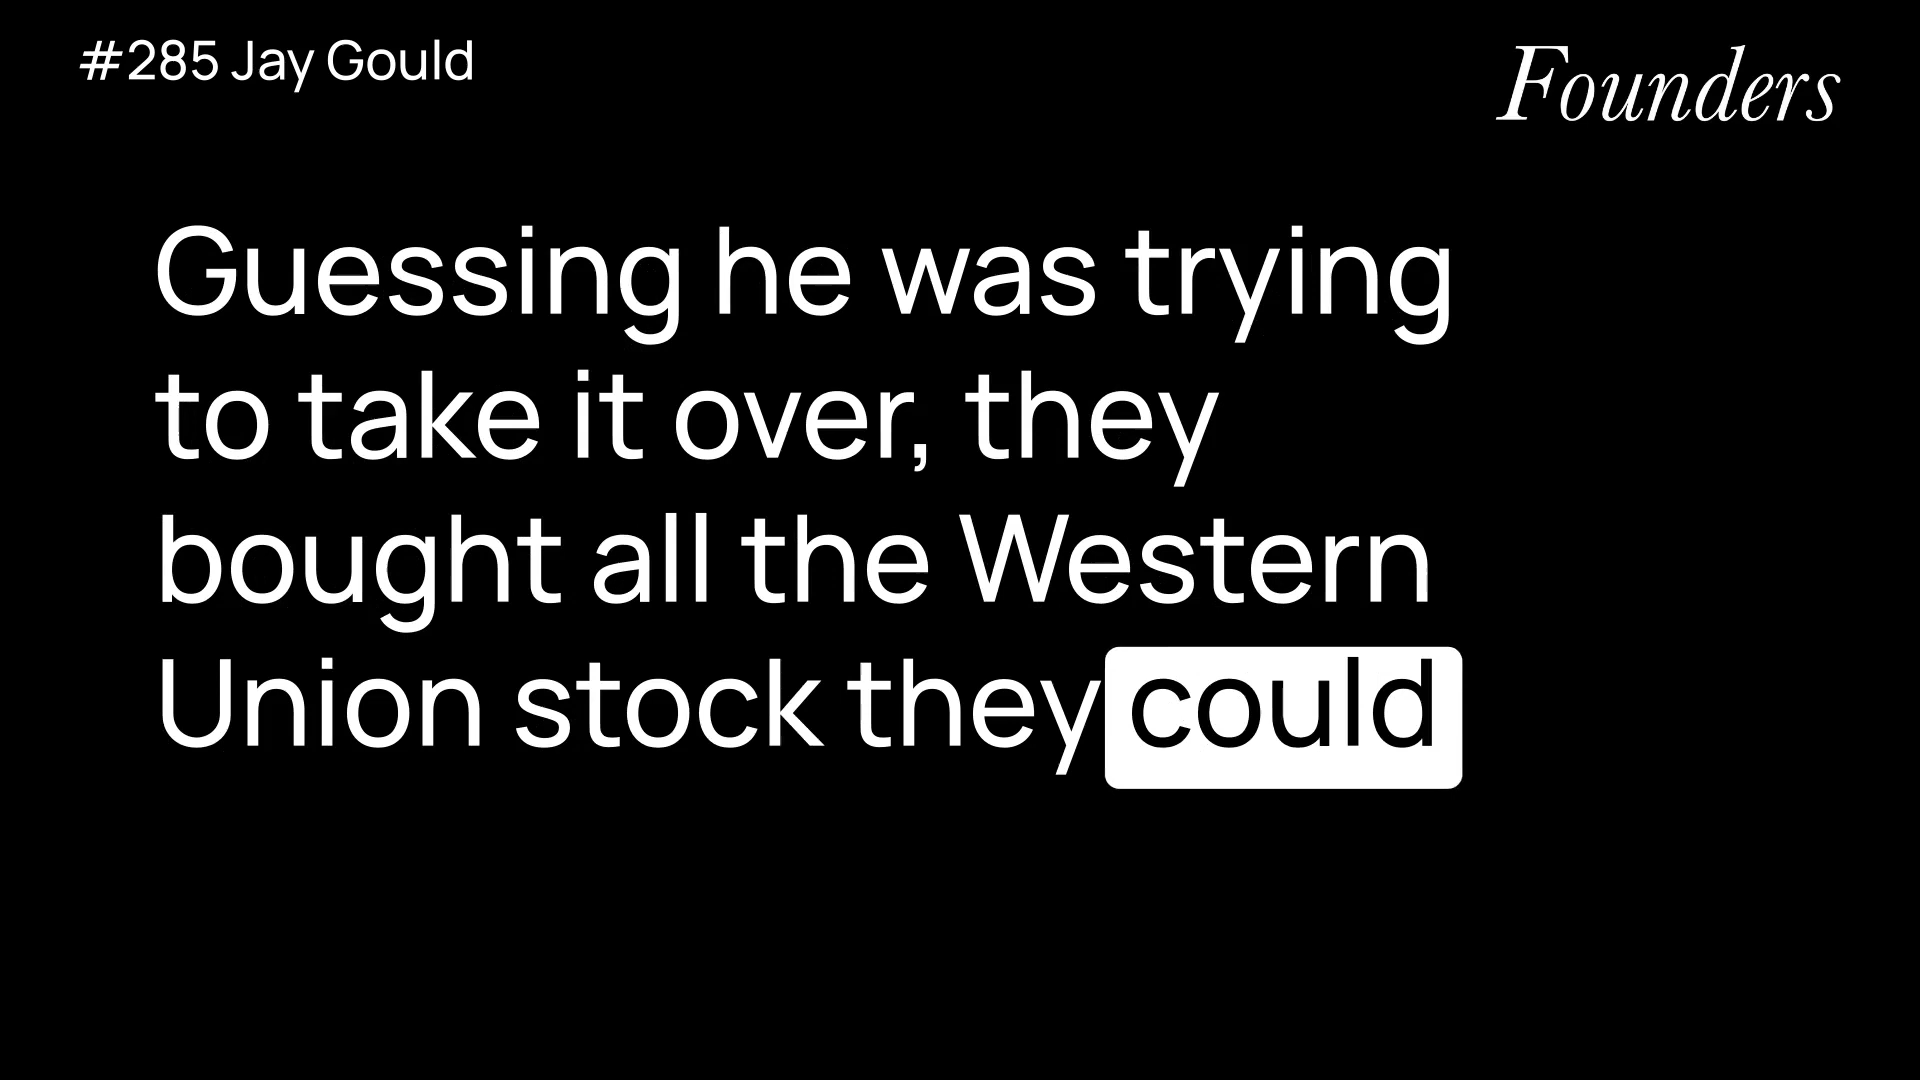 #285 Jay Gould
Founders
Guessing he was trying
to take it over, they
bought all the Western
Union stock they could